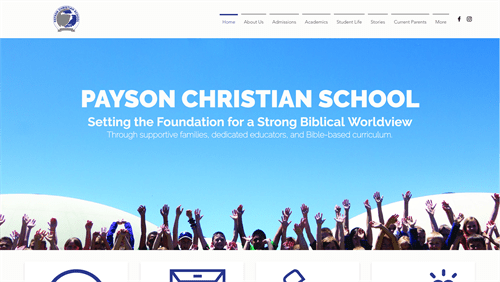 Home
About Us
Admissions
Academics
Student Life
Stories
Current Parents
More
PAYSON CHRISTIAN SCHOOL
Setting the Foundation for a Strong Biblical Worldview
Through supportive families, dedicated educators, and Bible-based curriculum